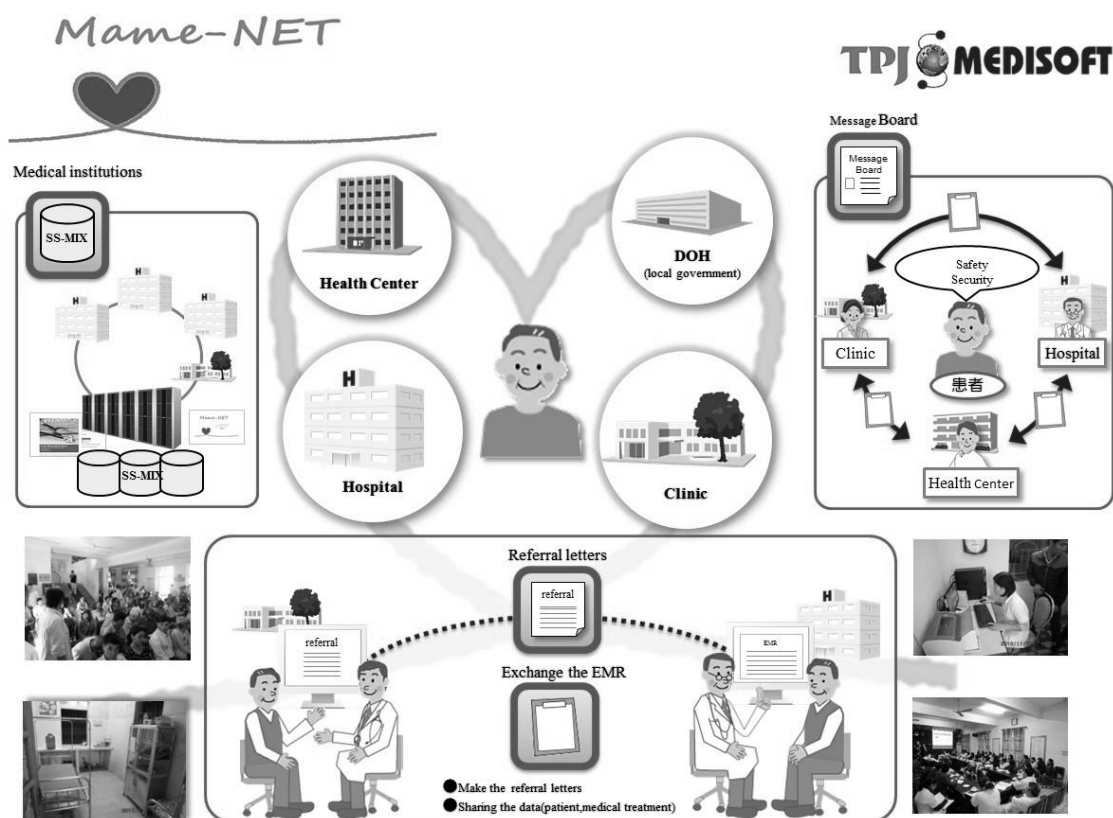 Mame-NET
TPJ MEDISOFT
Medical institutions
SS-MIX
H
H
H
Mame-NET
SS-MIX
Health Center
DOH
(local government)
H
Hospital
Clinic
Message Board
Message
Board
Safety
Security
H
Clinic
Hospital
患者
Health Center
Referral letters
referral
referral
H
EMR
Exchange the EMR
●Make the referral letters
●Sharing the data(patient,medical treatment)